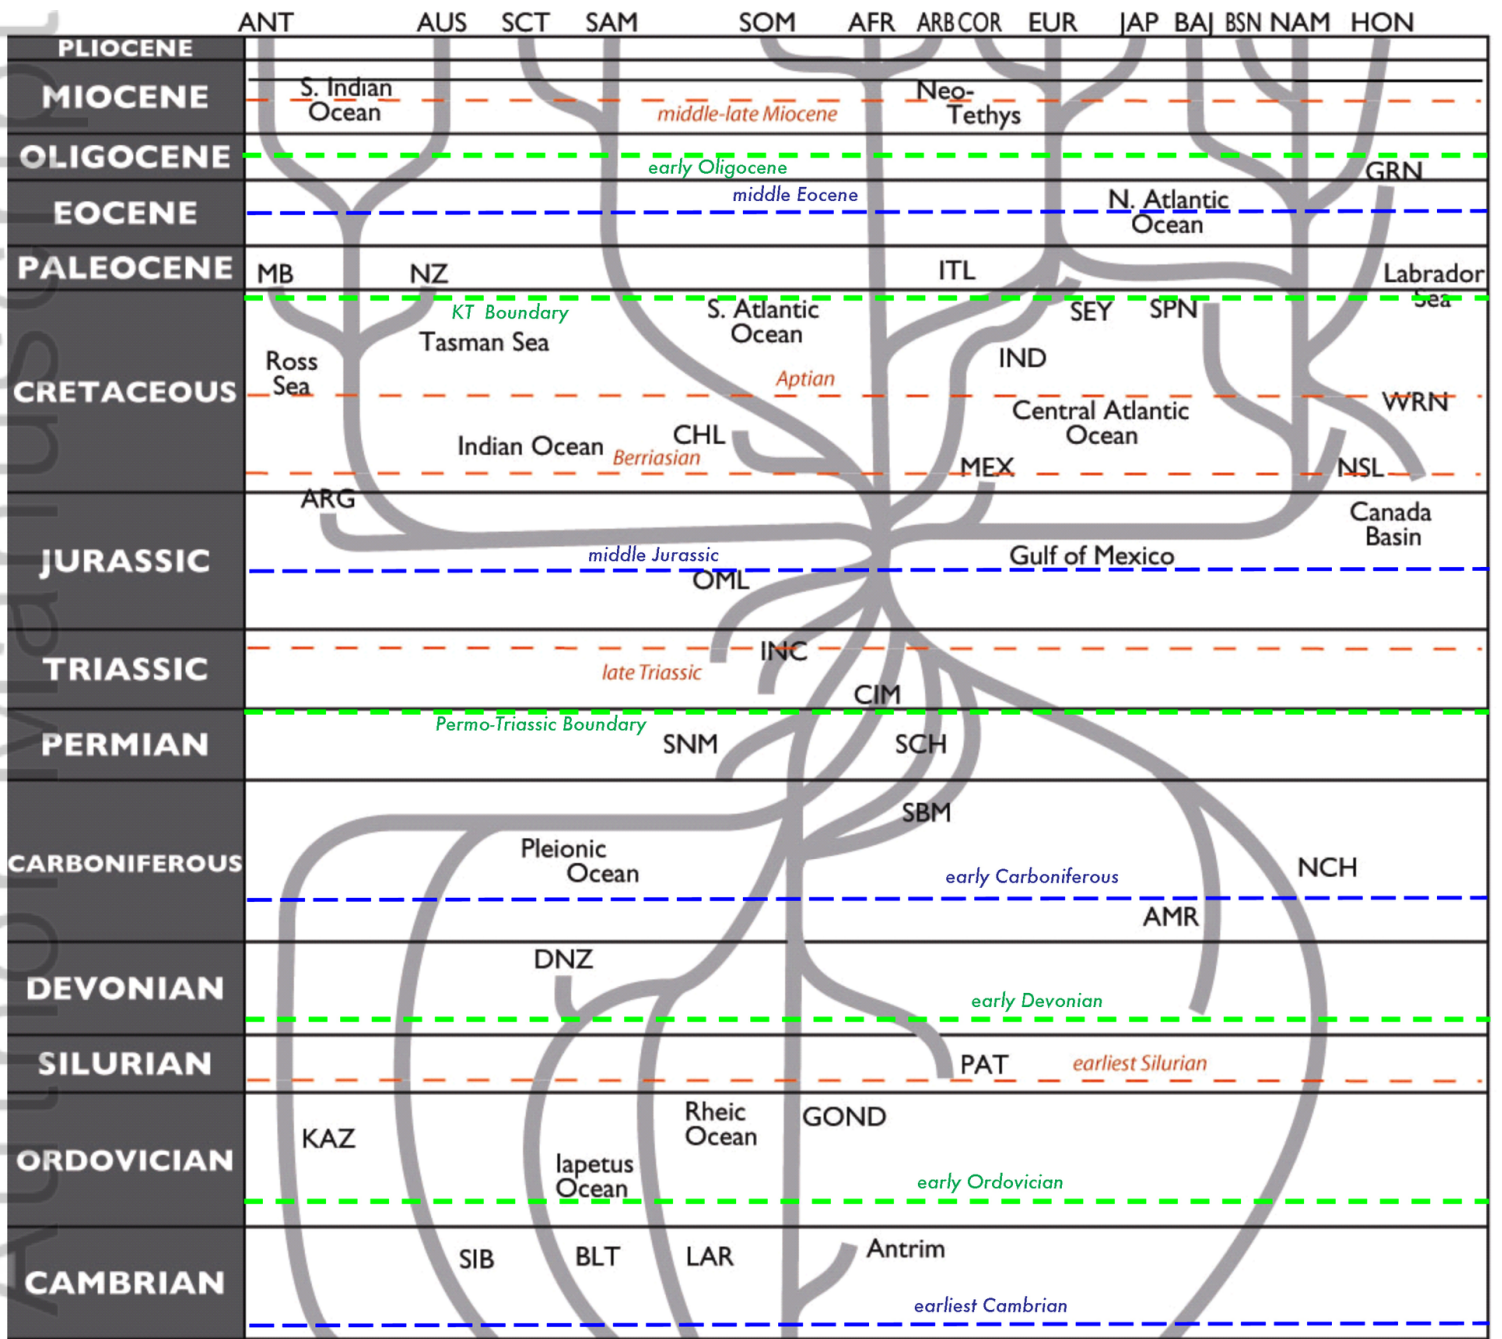 ANT AUS SCT SAM SOM AFR ARB COR EUR JAP BAJ BSN NAM HON
PLIOCENE
MIOCENE
S. Indian
Ocean
middle-late Miocene
Neo-
Tethys
OLIGOCENE
early Oligocene
GRN
EOCENE
middle Eocene
N. Atlantic
Ocean
PALEOCENE
MB
NZ
ITL
Labrador
Sea
KT Boundary
Tasman Sea
S. Atlantic
Ocean
SEY
SPN
Ross
Sea
IND
CRETACEOUS
Aptian
WRN
Central Atlantic
Ocean
Indian Ocean
CHL
Berriasian
MEX
NSL
ARG
Canada
Basin
JURASSIC
middle Jurassic
Gulf of Mexico
OML
TRIASSIC
INC
late Triassic
CIM
Permo-Triassic Boundary
PERMIAN
SNM
SCH
SBM
CARBONIFEROUS
Pleionic
Ocean
early Carboniferous
NCH
AMR
DEVONIAN
DNZ
early Devonian
SILURIAN
PAT
earliest Silurian
ORDOVICIAN
KAZ
Rheic
Ocean
GOND
Iapetus
Ocean
early Ordovician
CAMBRIAN
SIB
BLT
LAR
Antrim
earliest Cambrian
Author Manuscript